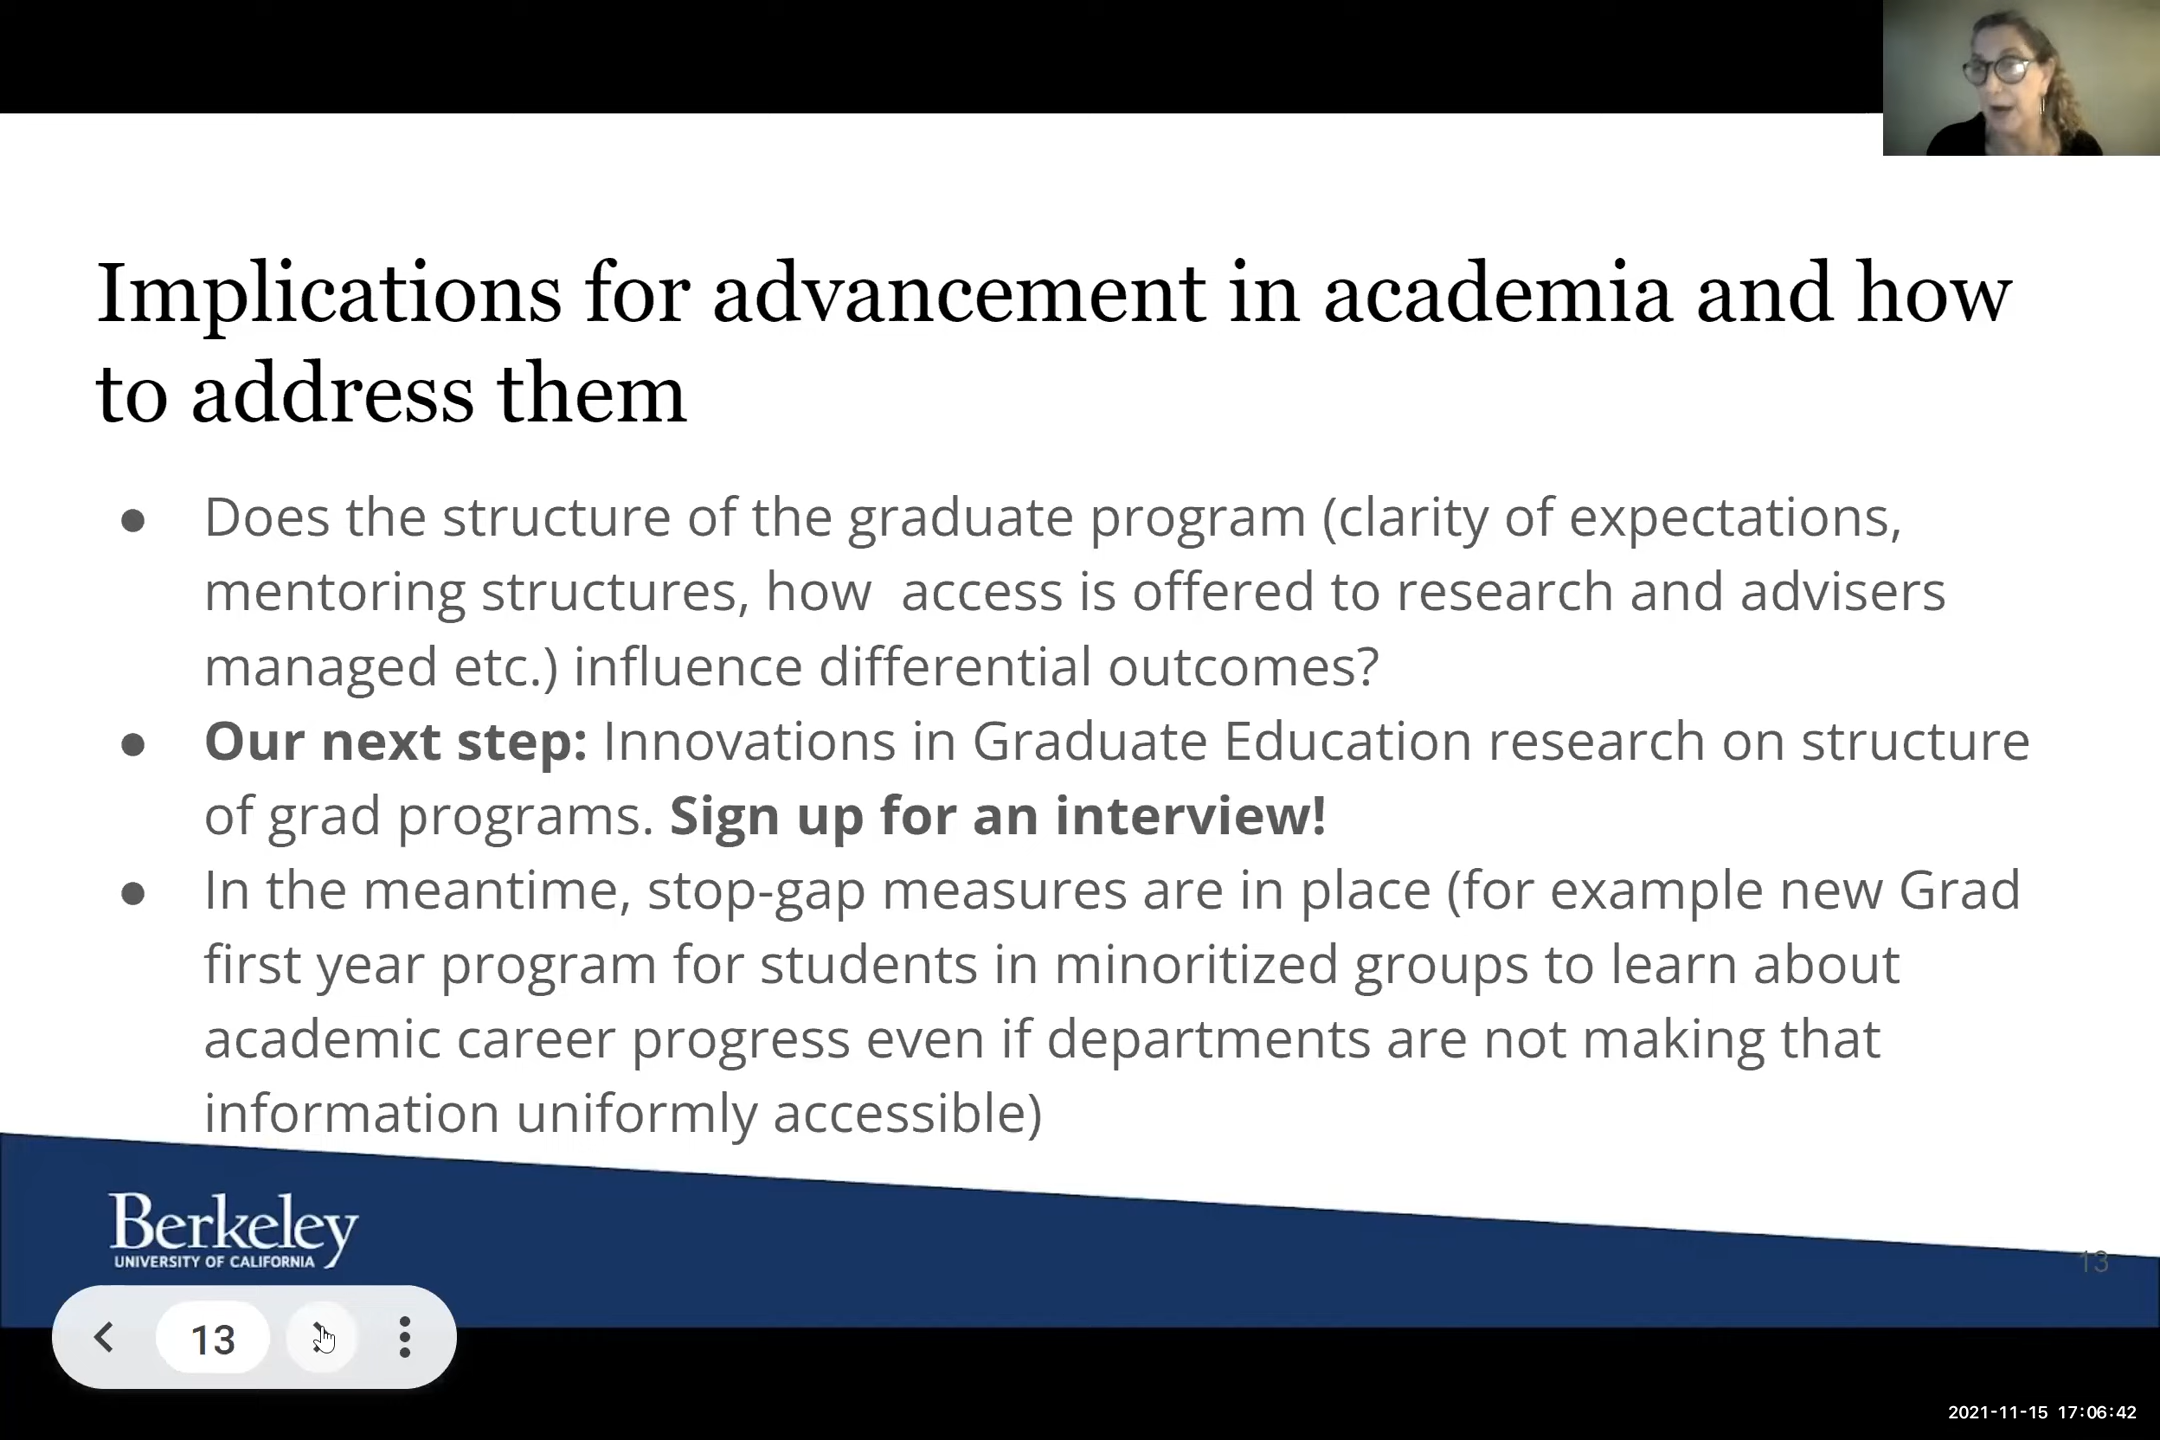 Implications for advancement in academia and how
to address them
● Does the structure of the graduate program (clarity of expectations,
mentoring structures, how  access is offered to research and advisers
managed etc.) influence differential outcomes?
● Our next step: Innovations in Graduate Education research on structure
of grad programs. Sign up for an interview!
● In the meantime, stop-gap measures are in place (for example new Grad
first year program for students in minoritized groups to learn about
academic career progress even if departments are not making that
information uniformly accessible)
Berkeley
UNIVERSITY OF CALIFORNIA
13
13
2021-11-15 17:06:42